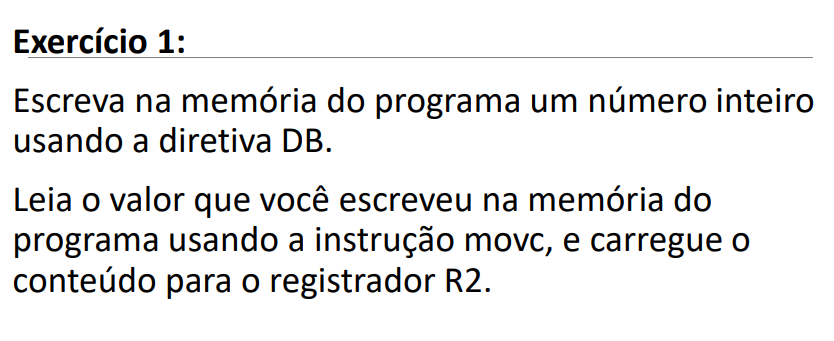 Exercício 1:
Escreva na memória do programa um número inteiro
usando a diretiva DB.
Leia o valor que você escreveu na memória do
programa usando a instrução movc, e carregue o
conteúdo para o registrador R2.